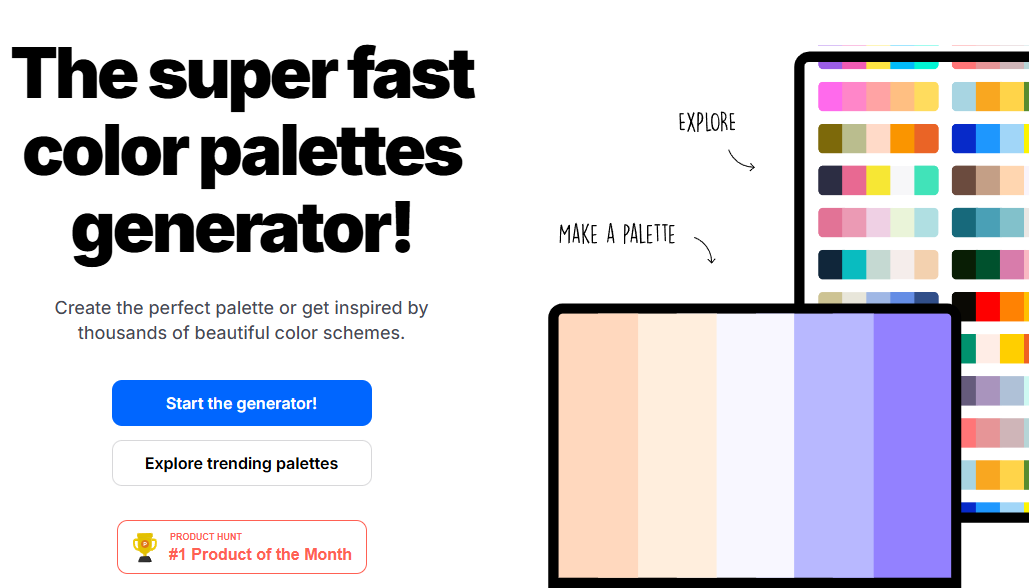 The super fast
color palettes
generator!
Create the perfect palette or get inspired by
thousands of beautiful color schemes.
Start the generator!
Explore trending palettes
PRODUCT HUNT
#1 Product of the Month
EXPLORE
MAKE A PALETTE